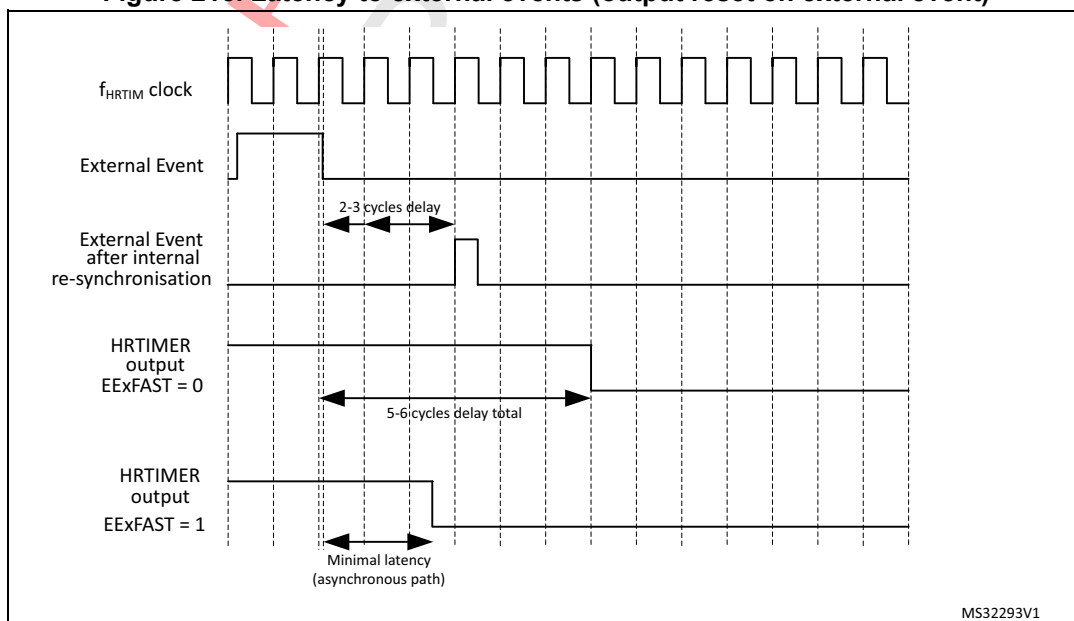 Figure 213. Latency to external events (output reset on external event)
fHRTIM clock
External Event
2-3 cycles delay
External Event
after internal
re-synchronisation
HRTIMER
output
EExFAST = 0
5-6 cycles delay total
HRTIMER
output
EExFAST = 1
Minimal latency
(asynchronous path)
MS32293V1